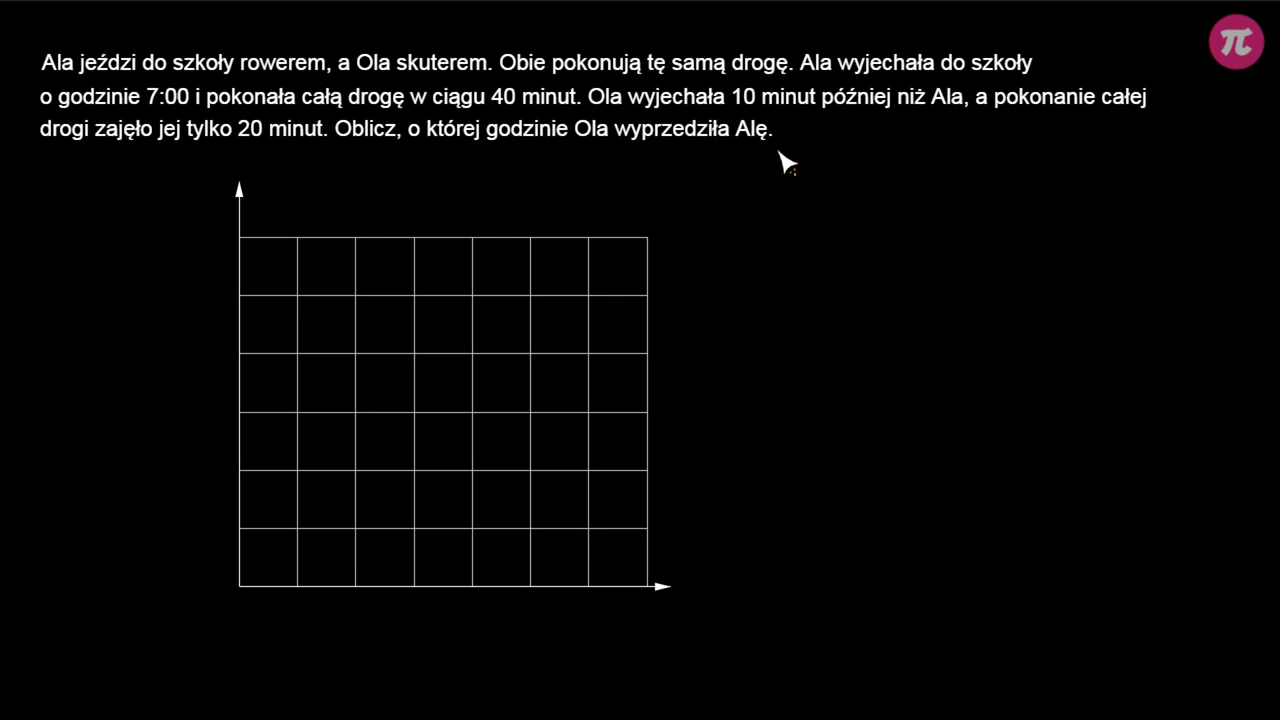 Ala jeździ do szkoły rowerem, a Ola skuterem. Obie pokonują tę samą drogę. Ala wyjechała do szkoły
o godzinie 7:00 i pokonała całą drogę w ciągu 40 minut. Ola wyjechała 10 minut później niż Ala, a pokonanie całej
drogi zajęło jej tylko 20 minut. Oblicz, o której godzinie Ola wyprzedziła Alę.
π